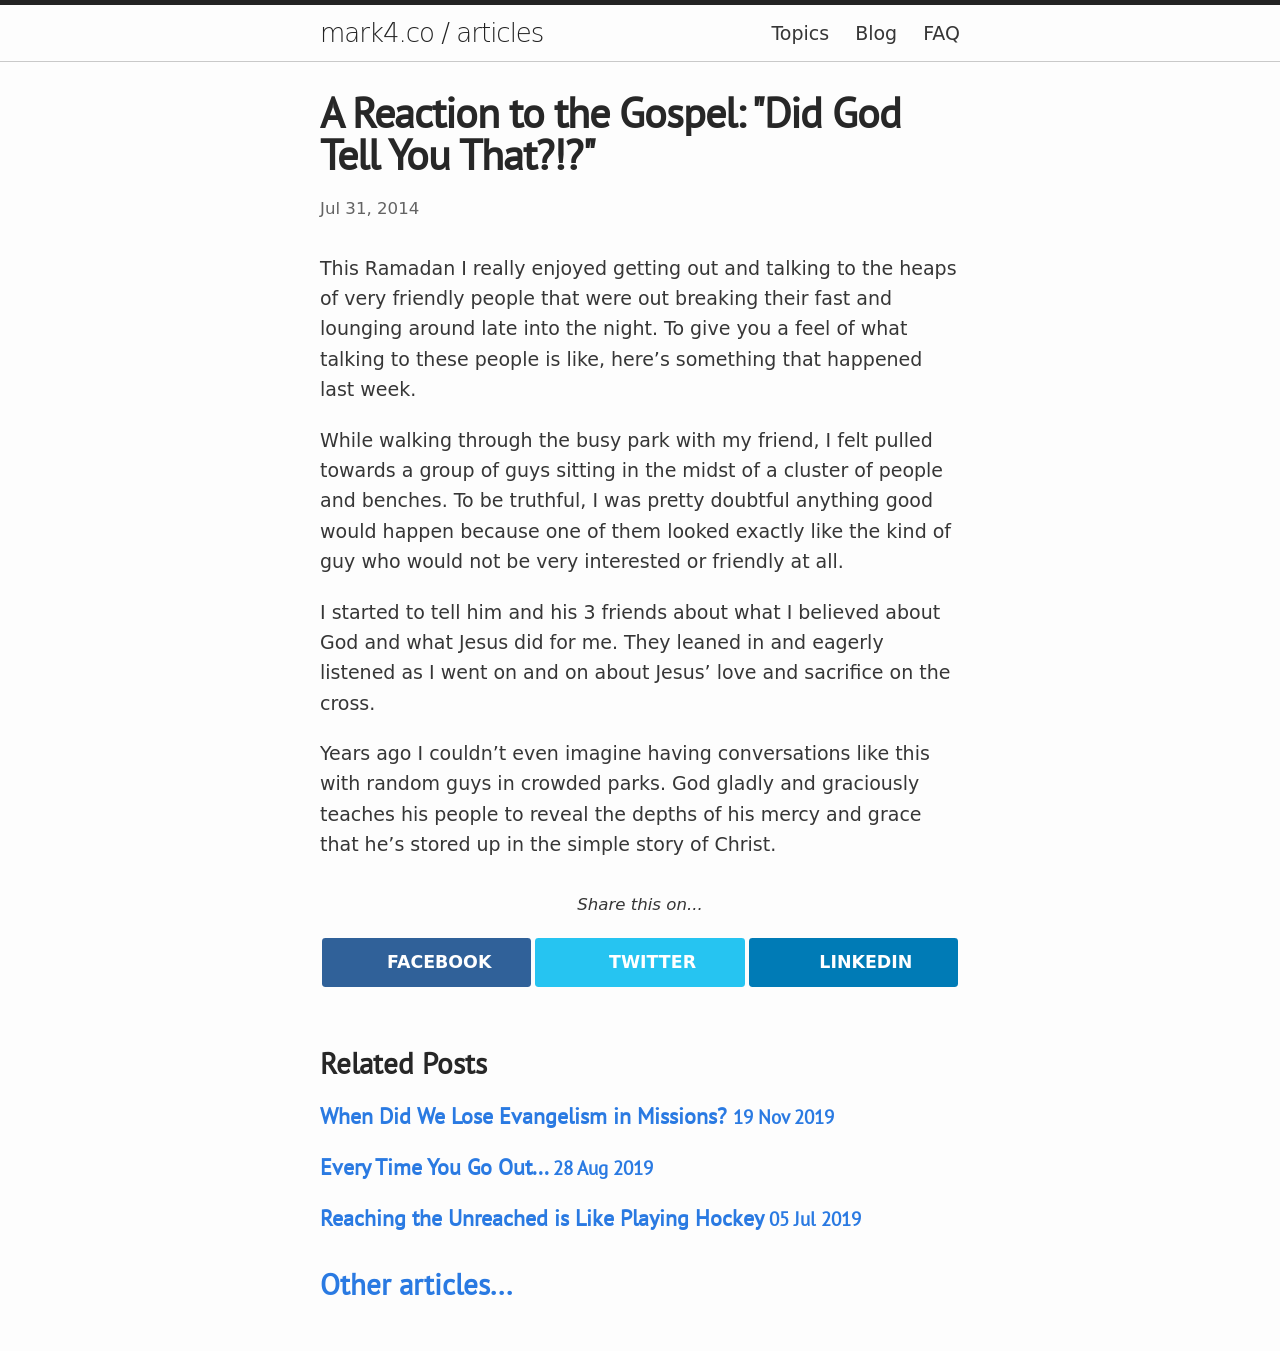 mark4.co / articles
Topics Blog FAQ
A Reaction to the Gospel: "Did God
Tell You That?!?"
Jul 31, 2014
This Ramadan I really enjoyed getting out and talking to the heaps
of very friendly people that were out breaking their fast and
lounging around late into the night. To give you a feel of what
talking to these people is like, here’s something that happened
last week.
While walking through the busy park with my friend, I felt pulled
towards a group of guys sitting in the midst of a cluster of people
and benches. To be truthful, I was pretty doubtful anything good
would happen because one of them looked exactly like the kind of
guy who would not be very interested or friendly at all.
I started to tell him and his 3 friends about what I believed about
God and what Jesus did for me. They leaned in and eagerly
listened as I went on and on about Jesus’ love and sacrifice on the
cross.
Years ago I couldn’t even imagine having conversations like this
with random guys in crowded parks. God gladly and graciously
teaches his people to reveal the depths of his mercy and grace
that he’s stored up in the simple story of Christ.
Share this on...
FACEBOOK TWITTER LINKEDIN
Related Posts
When Did We Lose Evangelism in Missions? 19 Nov 2019
Every Time You Go Out... 28 Aug 2019
Reaching the Unreached is Like Playing Hockey 05 Jul 2019
Other articles...